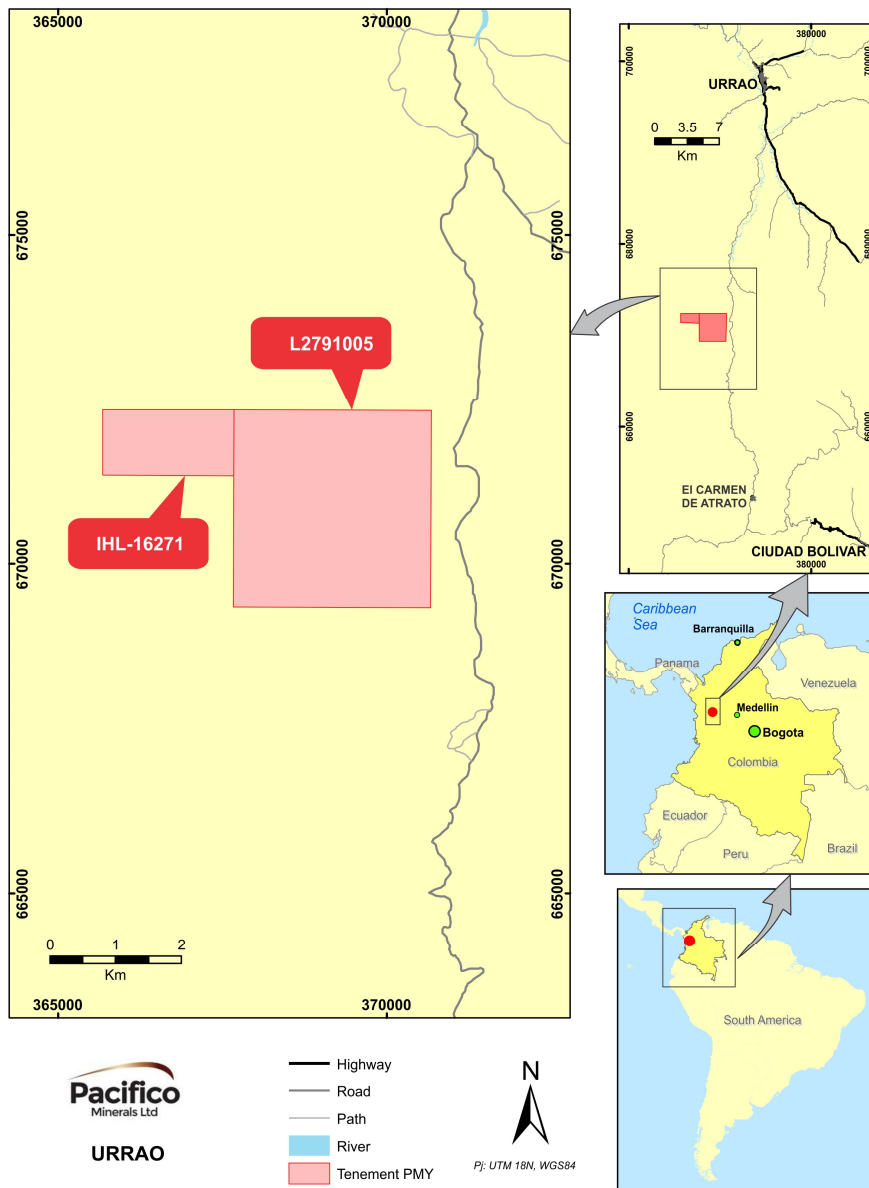 365000
370000
675000
675000
L2791005
IHL-16271
670000
670000
665000
665000
0 1 2
Km
365000
370000
380000
700000
700000
URRAO
0 3.5 7
Km
680000
680000
660000
660000
El CARMEN
DE ATRATO
CIUDAD BOLIVAR
380000
Caribbean
Sea
Barranquilla
Panama
Venezuela
Medellin
Bogota
Colombia
Ecuador
Peru
Brazil
South America
Pacifico
Minerals Ltd
URRAO
Highway
Road
Path
River
Tenement PMY
N
Pj: UTM 18N, WGS84